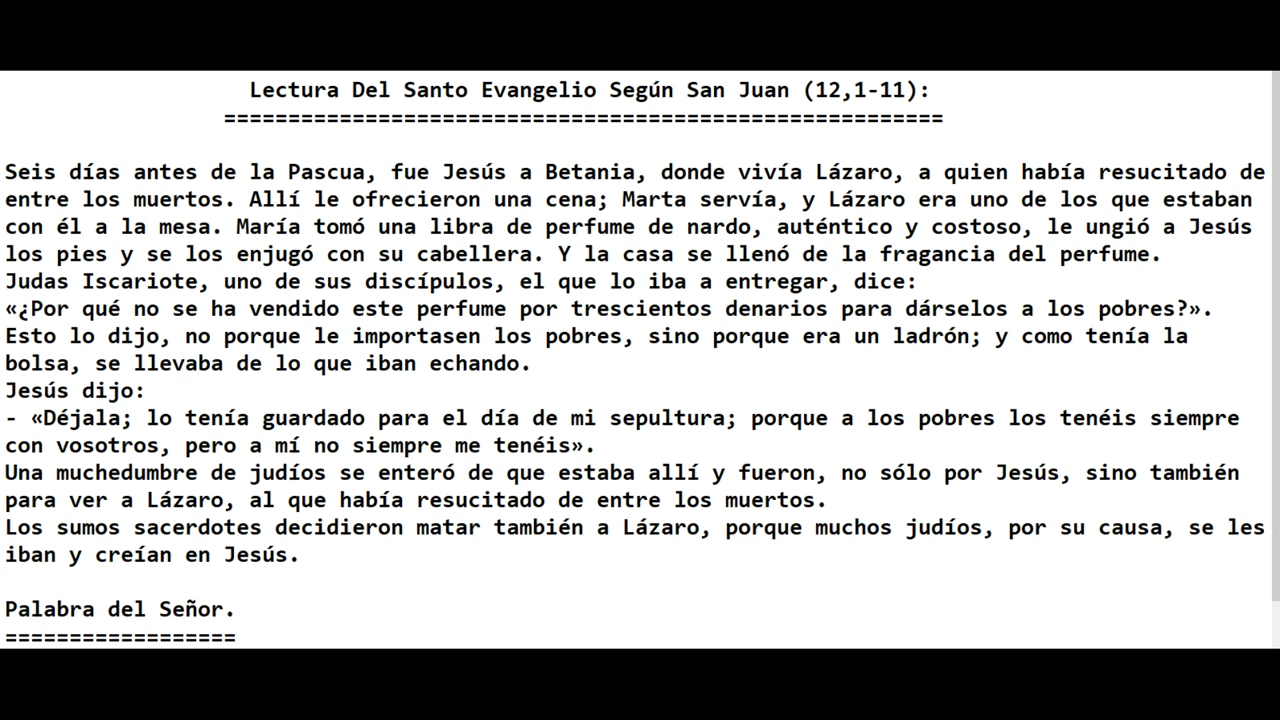 Lectura Del Santo Evangelio Según San Juan (12,1-11):
========================================================
Seis días antes de la Pascua, fue Jesús a Betania, donde vivía Lázaro, a quien había resucitado de
entre los muertos. Allí le ofrecieron una cena; Marta servía, y Lázaro era uno de los que estaban
con él a la mesa. María tomó una libra de perfume de nardo, auténtico y costoso, le ungió a Jesús
los pies y se los enjugó con su cabellera. Y la casa se llenó de la fragancia del perfume.
Judas Iscariote, uno de sus discípulos, el que lo iba a entregar, dice:
«¿Por qué no se ha vendido este perfume por trescientos denarios para dárselos a los pobres?».
Esto lo dijo, no porque le importasen los pobres, sino porque era un ladrón; y como tenía la
bolsa, se llevaba de lo que iban echando.
Jesús dijo:
- «Déjala; lo tenía guardado para el día de mi sepultura; porque a los pobres los tenéis siempre
con vosotros, pero a mí no siempre me tenéis».
Una muchedumbre de judíos se enteró de que estaba allí y fueron, no sólo por Jesús, sino también
para ver a Lázaro, al que había resucitado de entre los muertos.
Los sumos sacerdotes decidieron matar también a Lázaro, porque muchos judíos, por su causa, se les
iban y creían en Jesús.
Palabra del Señor.
==================